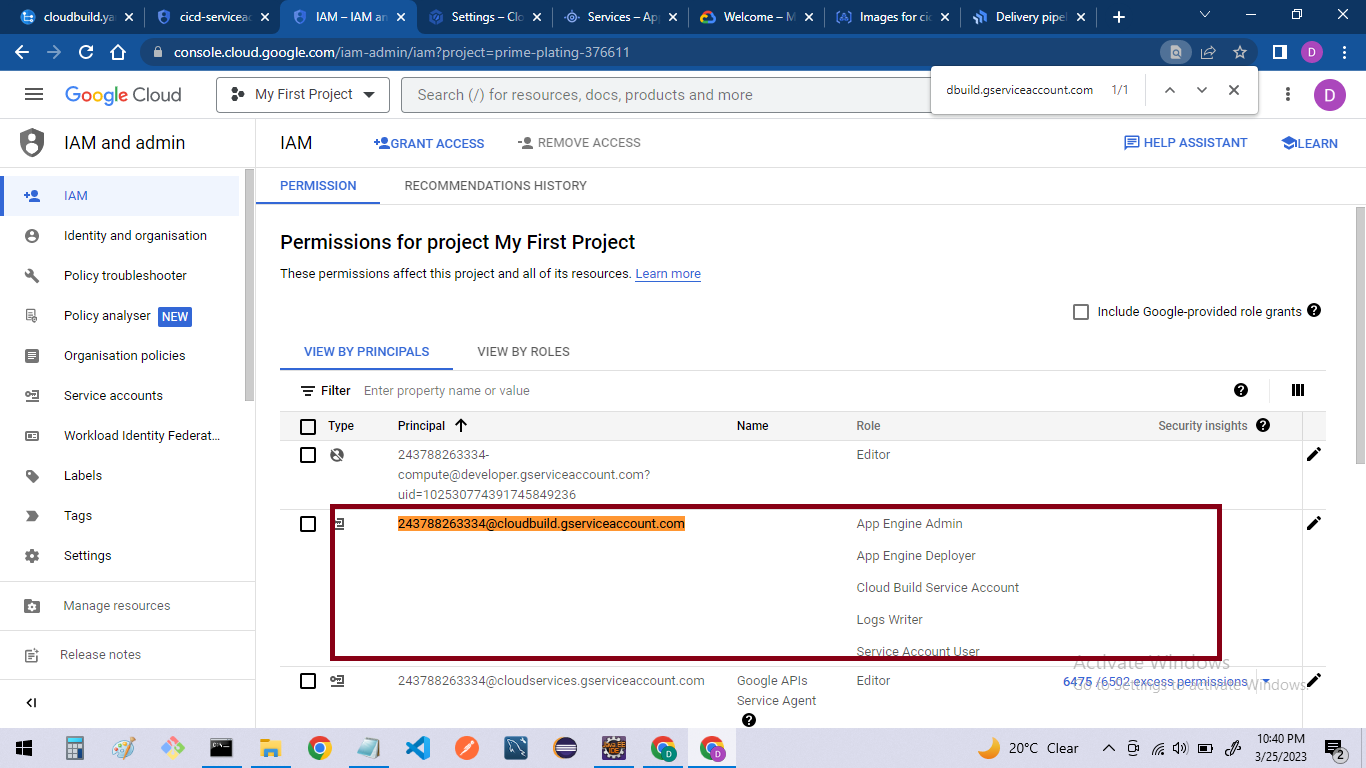 cloudbuild.ya
cicd-serviceac
IAM – IAM an
Settings – Clo
Services – App
Welcome – M
Images for cic
Delivery pipel
console.cloud.google.com/iam-admin/iam?project=prime-plating-376611
D
Google Cloud
My First Project
Search (/) for resources, docs, products and more
dbuild.gserviceaccount.com 1/1
D
IAM and admin
IAM
GRANT ACCESS
REMOVE ACCESS
HELP ASSISTANT
LEARN
IAM
Identity and organisation
Policy troubleshooter
Policy analyser NEW
Organisation policies
Service accounts
Workload Identity Federat...
Labels
Tags
Settings
Manage resources
Release notes
PERMISSION
RECOMMENDATIONS HISTORY
Permissions for project My First Project
These permissions affect this project and all of its resources. Learn more
Include Google-provided role grants
VIEW BY PRINCIPALS
VIEW BY ROLES
Filter Enter property name or value
Type Principal Name Role Security insights
243788263334-
compute@developer.gserviceaccount.com?
uid=102530774391745849236
Editor
243788263334@cloudbuild.gserviceaccount.com
App Engine Admin
App Engine Deployer
Cloud Build Service Account
Logs Writer
Service Account User
243788263334@cloudservices.gserviceaccount.com
Google APIs
Service Agent
Editor
6475 /6502 excess permissions
Activate Windows
Go to Settings to activate Windows.
20°C Clear
10:40 PM
3/25/2023
2